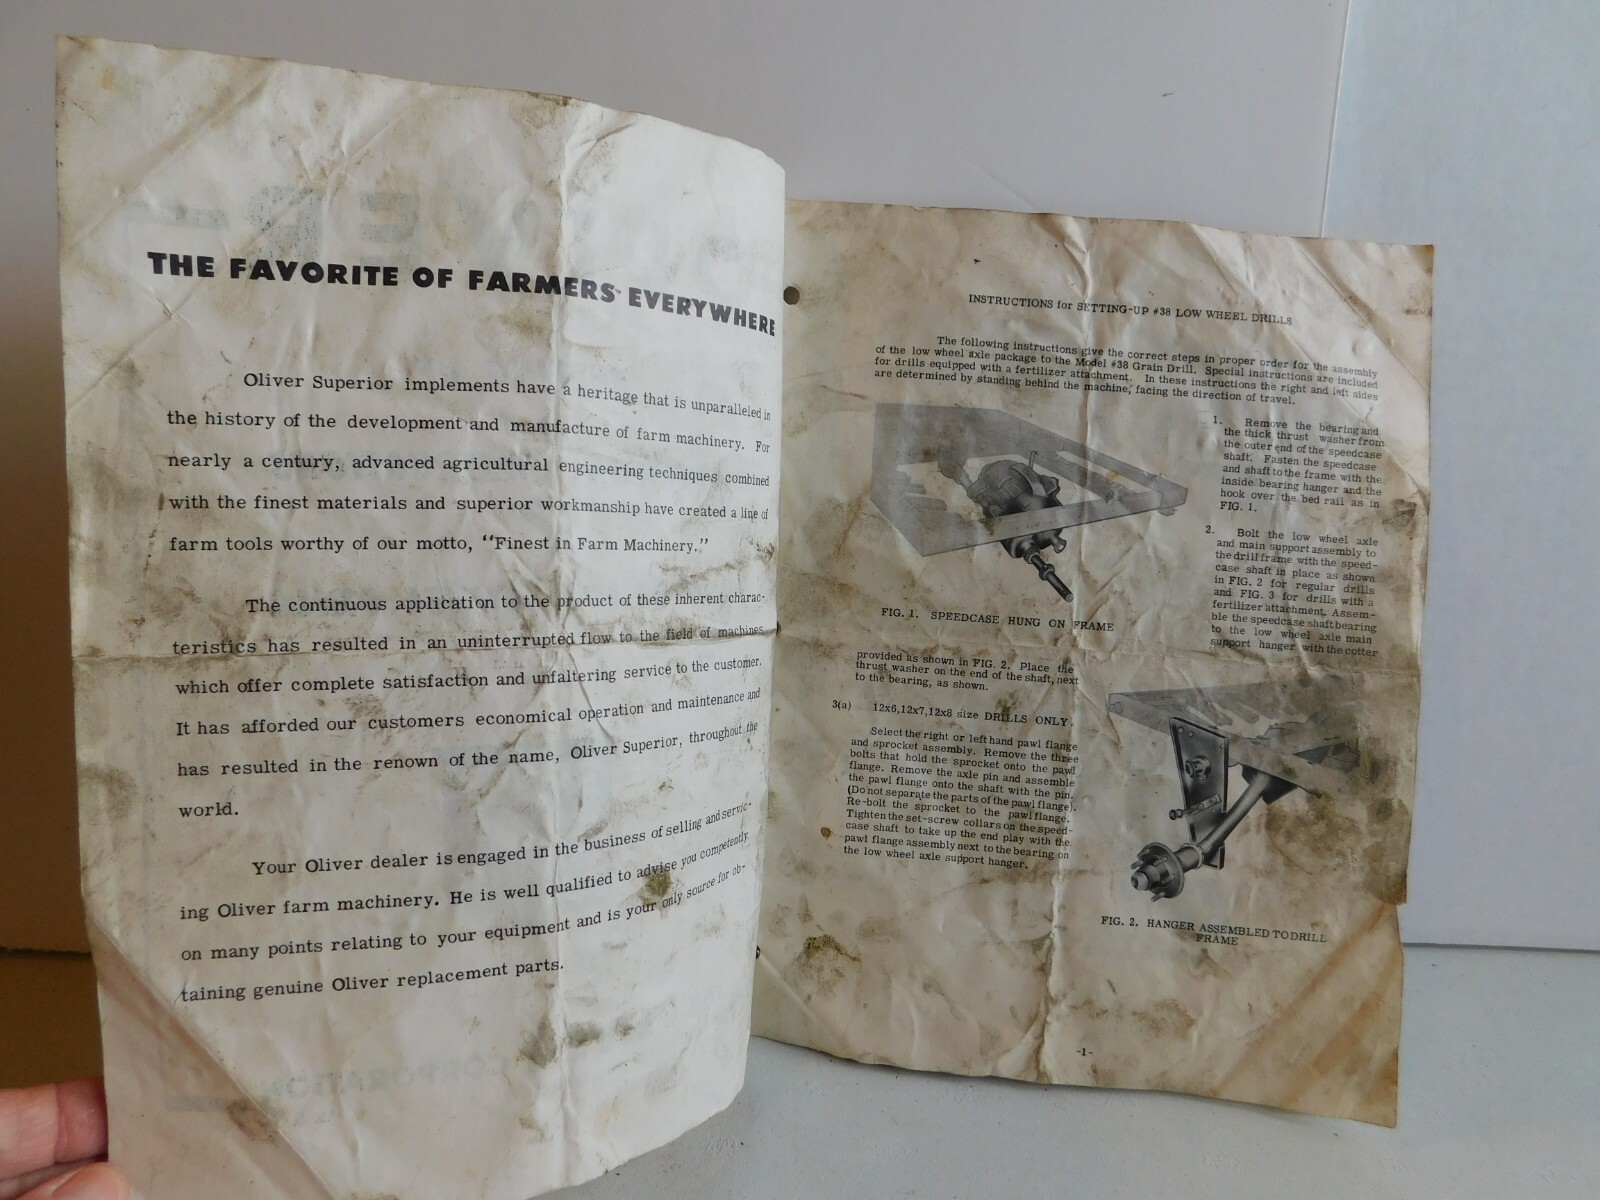 THE FAVORITE OF FARMERS EVERYWHERE
Oliver Superior implements have a heritage that is unparalleled in
the history of the development and manufacture of farm machinery. For
nearly a century, advanced agricultural engineering techniques combined
with the finest materials and superior workmanship have created a line of
farm tools worthy of our motto, "Finest in Farm Machinery."
The continuous application to the product of these inherent charac-
teristics has resulted in an uninterrupted flow to the field of machines
which offer complete satisfaction and unfaltering service to the customer.
It has afforded our customers economical operation and maintenance and
has resulted in the renown of the name, Oliver Superior, throughout the
world.
Your Oliver dealer is engaged in the business of selling and servic-
ing Oliver farm machinery. He is well qualified to advise you competently
on many points relating to your equipment and is your only source for ob-
taining genuine Oliver replacement parts.
INSTRUCTIONS for SETTING-UP #38 LOW WHEEL DRILLS
The following instructions give the correct steps in proper order for the assembly
of the low wheel axle package to the Model #38 Grain Drill. Special instructions are included
for drills equipped with a fertilizer attachment. In these instructions the right and left sides
are determined by standing behind the machine, facing the direction of travel.
1. Remove the bearing and
the thick thrust washer from
the outer end of the speedcase
shaft. Fasten the speedcase
and shaft to the frame with the
inside bearing hanger and the
hook over the bed rail as in
FIG. 1.
2. Bolt the low wheel axle
and main support assembly to
the drill frame with the speed-
case shaft in place as shown
in FIG. 2 for regular drills
and FIG. 3 for drills with a
fertilizer attachment. Assem-
ble the speedcase shaft bearing
to the low wheel axle main
support hanger with the cotter
FIG. 1. SPEEDCASE HUNG ON FRAME
provided as shown in FIG. 2. Place the
thrust washer on the end of the shaft, next
to the bearing, as shown.
3(a) 12x6,12x7,12x8 size DRILLS ONLY.
Select the right or left hand pawl flange
and sprocket assembly. Remove the three
bolts that hold the sprocket onto the pawl
flange. Remove the axle pin and assemble
the pawl flange onto the shaft with the pin.
(Do not separate the parts of the pawl flange).
Re-bolt the sprocket to the pawl flange.
Tighten the set-screw collars on the speed-
case shaft to take up the end play with the
pawl flange assembly next to the bearing on
the low wheel axle support hanger.
FIG. 2. HANGER ASSEMBLED TO DRILL
FRAME
-1-